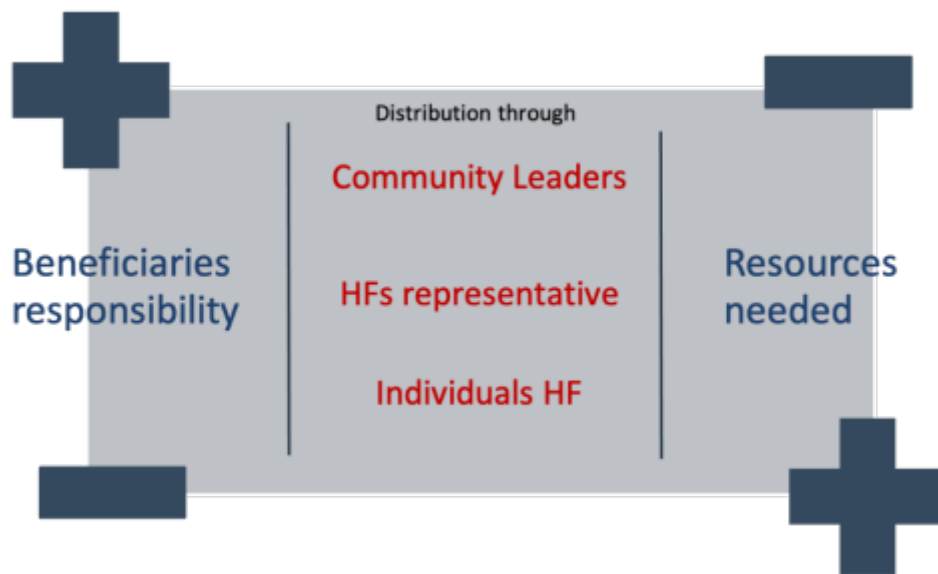 Distribution through
Community Leaders
Beneficiaries
responsibility
HFs representative
Resources
needed
Individuals HF